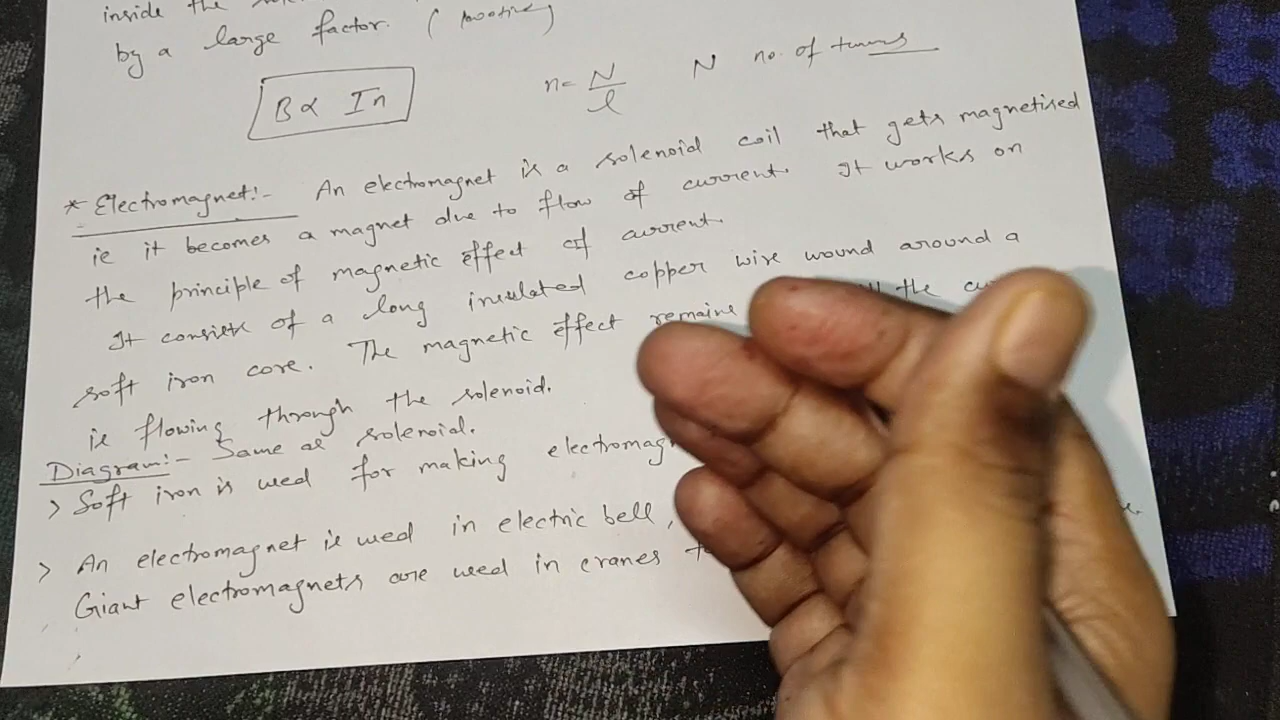 inside the
by a large factor. (
B∝ In
n= N/l N no. of turns
* Electromagnet:- An electromagnet is a solenoid coil that gets magnetised
ie it becomes a magnet due to flow of current. It works on
the principle of magnetic effect of current.
It consists of a long insulated copper wire wound around a
soft iron core. The magnetic effect remains the
is flowing through the solenoid.
Diagram:- Same as solenoid.
> Soft iron is used for making
> An electromagnet is used in electric bell,
Giant electromagnets are used in cranes